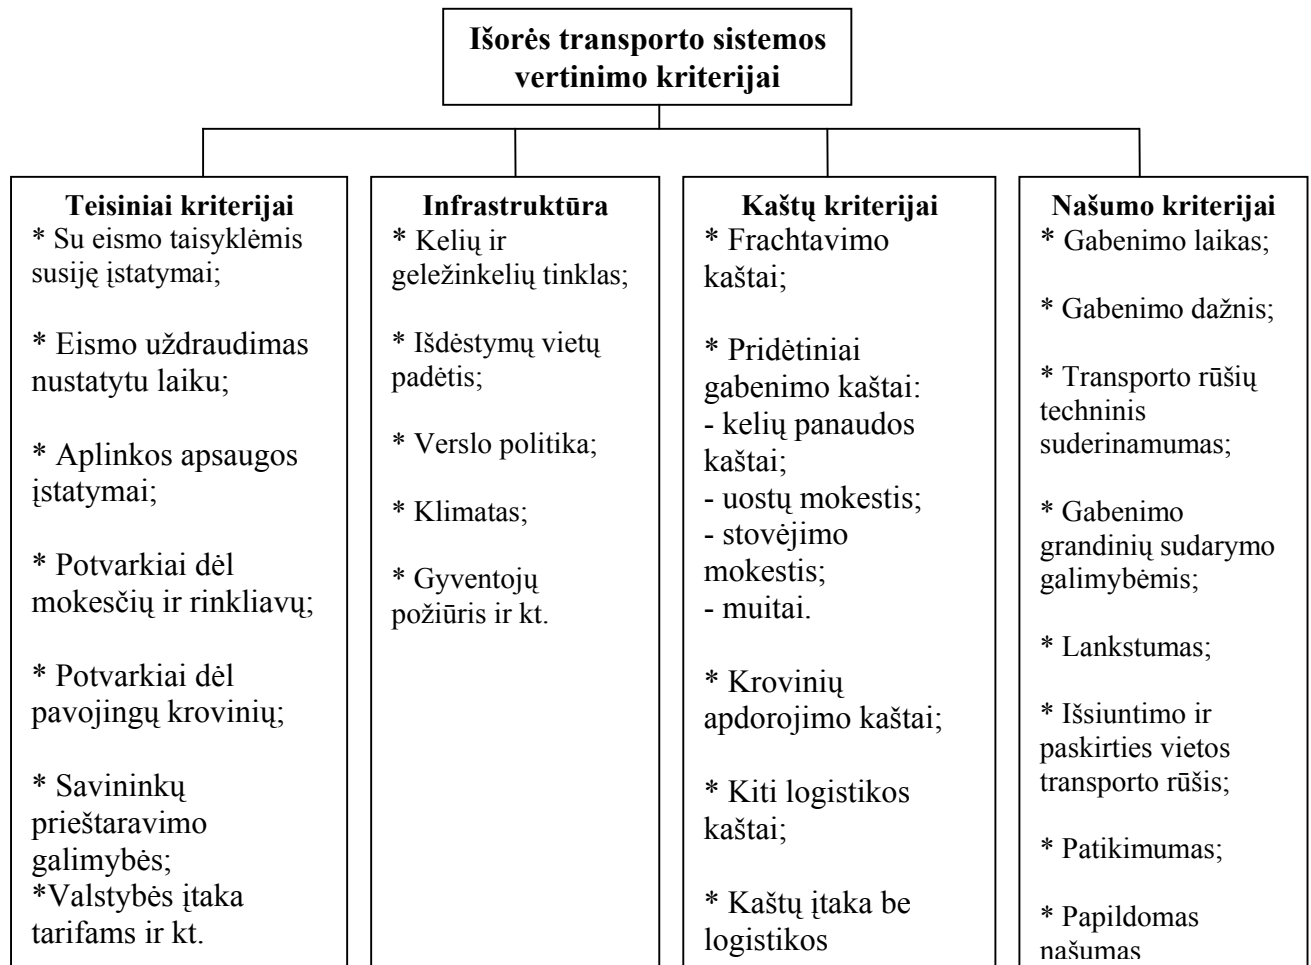 Išorės transporto sistemos
vertinimo kriterijai
Teisiniai kriterijai
* Su eismo taisyklėmis
susiję įstatymai;
* Eismo uždraudimas
nustatytu laiku;
* Aplinkos apsaugos
įstatymai;
* Potvarkiai dėl
mokesčių ir rinkliavų;
* Potvarkiai dėl
pavojingų krovinių;
* Savininkų
prieštaravimo
galimybės;
*Valstybės įtaka
tarifams ir kt.
Infrastruktūra
* Kelių ir
geležinkelių tinklas;
* Išdėstymų vietų
padėtis;
* Verslo politika;
* Klimatas;
* Gyventojų
požiūris ir kt.
Kaštų kriterijai
* Frachtavimo
kaštai;
* Pridėtiniai
gabenimo kaštai:
- kelių panaudos
kaštai;
- uostų mokestis;
- stovėjimo
mokestis;
- muitai.
* Krovinių
apdorojimo kaštai;
* Kiti logistikos
kaštai;
* Kaštų įtaka be
logistikos
Našumo kriterijai
* Gabenimo laikas;
* Gabenimo dažnis;
* Transporto rūšių
techninis
suderinamumas;
* Gabenimo
grandinių sudarymo
galimybėmis;
* Lankstumas;
* Išsiuntimo ir
paskirties vietos
transporto rūšis;
* Patikimumas;
* Papildomas
našumas